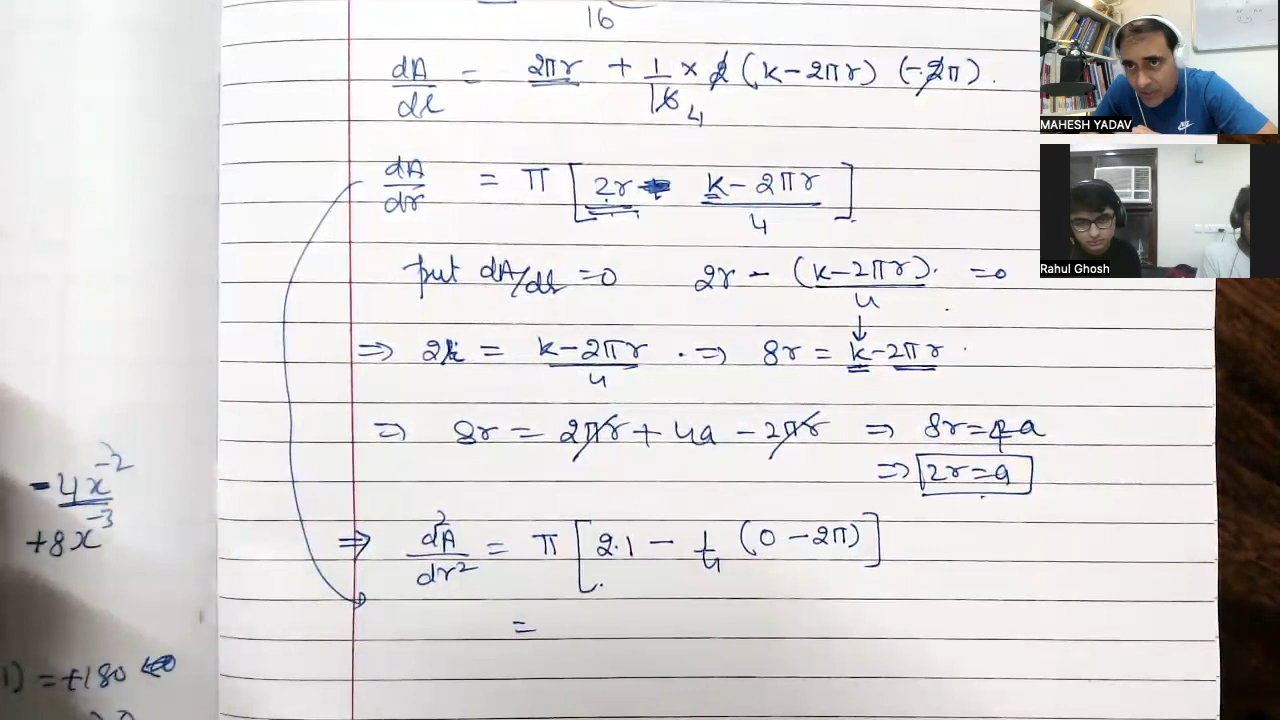 16
dA/dr = 2πr + 1/16 4 × 2 (k - 2πr) (-2π).
dA/dr = π [ 2r - (k - 2πr)/4 ]
put dA/dr = 0 2r - (k - 2πr)/4 = 0
⇒ 2r = (k - 2πr)/4 . ⇒ 8r = k - 2πr .
⇒ 8r = 2πr + 4a - 2πr ⇒ 8r = 4a
⇒ 2r = a
⇒ d²A/dr² = π [ 2.1 - 1/4 (0 - 2π) ]
=
-4x⁻²
+8x⁻³
1) = +180
MAHESH YADAV
Rahul Ghosh